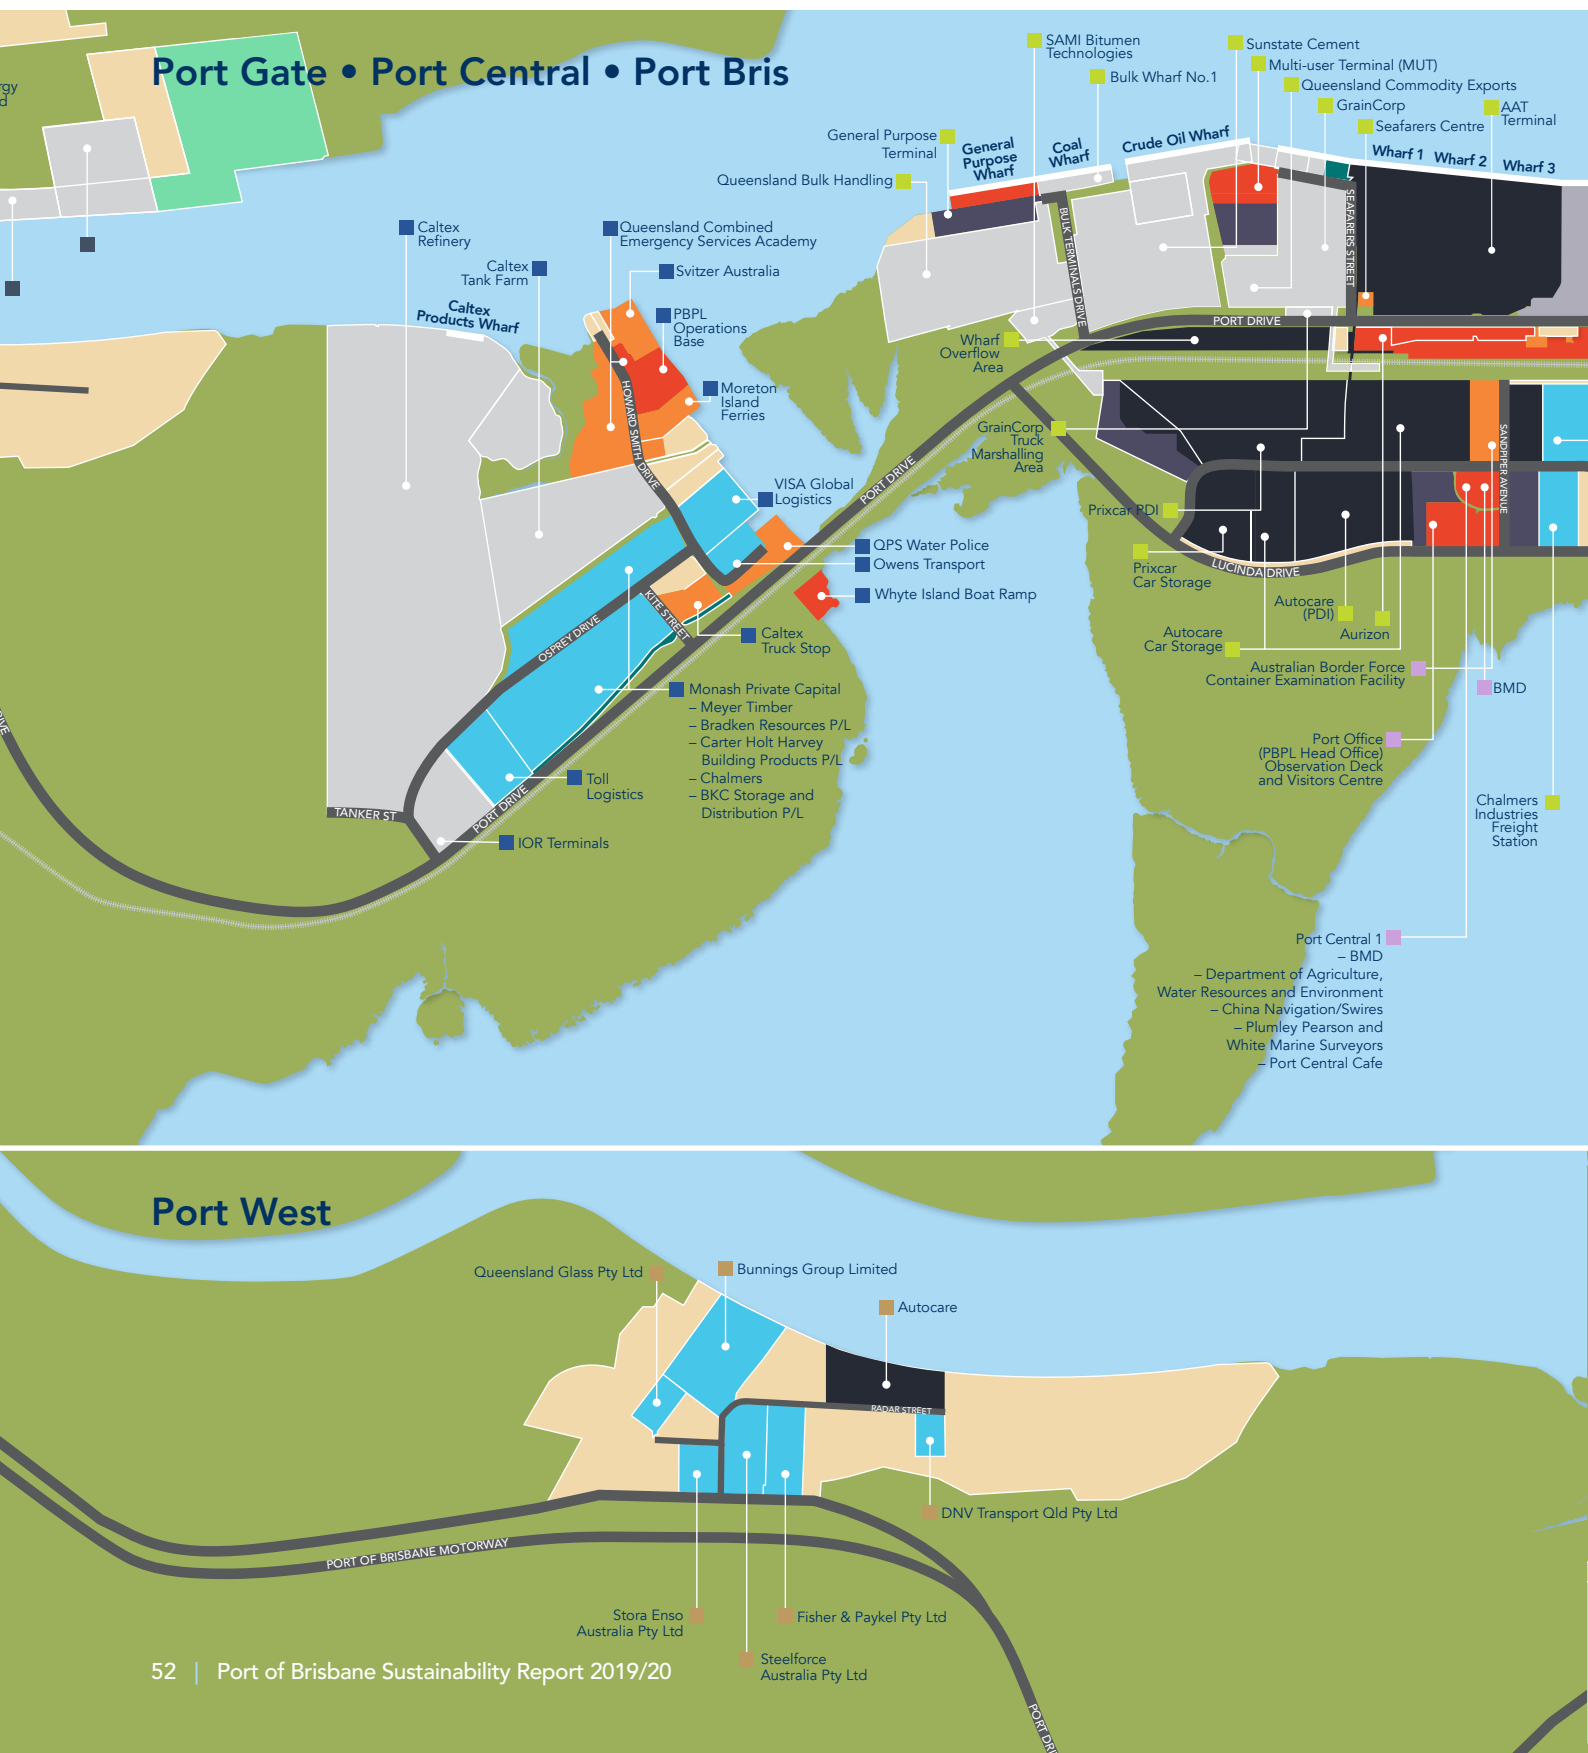 Port Gate • Port Central • Port Bris
rgy
d
SAMI Bitumen
Technologies
Bulk Wharf No.1
Sunstate Cement
Multi-user Terminal (MUT)
Queensland Commodity Exports
GrainCorp
Seafarers Centre
AAT
Terminal
General Purpose
Terminal
General
Purpose
Wharf
Coal
Wharf
Crude Oil Wharf
Wharf 1
Wharf 2
Wharf 3
Queensland Bulk Handling
BULK TERMINALS DRIVE
SEAFARERS STREET
Caltex
Refinery
Caltex
Tank Farm
Caltex
Products Wharf
Queensland Combined
Emergency Services Academy
Svitzer Australia
PBPL
Operations
Base
Moreton
Island
Ferries
HOWARD SMITH DRIVE
PORT DRIVE
Wharf
Overflow
Area
GrainCorp
Truck
Marshalling
Area
SANDPIPER AVENUE
VISA Global
Logistics
PORT DRIVE
QPS Water Police
Owens Transport
Whyte Island Boat Ramp
Prixcar PDI
Prixcar
Car Storage
LUCINDA DRIVE
Autocare
(PDI)
Aurizon
Autocare
Car Storage
Australian Border Force
Container Examination Facility
BMD
OSPREY DRIVE
KITE STREET
Caltex
Truck Stop
Monash Private Capital
– Meyer Timber
– Bradken Resources P/L
– Carter Holt Harvey
Building Products P/L
– Chalmers
– BKC Storage and
Distribution P/L
Port Office
(PBPL Head Office)
Observation Deck
and Visitors Centre
Chalmers
Industries
Freight
Station
RIVE
Toll
Logistics
TANKER ST
PORT DRIVE
IOR Terminals
Port Central 1
– BMD
– Department of Agriculture,
Water Resources and Environment
– China Navigation/Swires
– Plumley Pearson and
White Marine Surveyors
– Port Central Cafe
Port West
Queensland Glass Pty Ltd
Bunnings Group Limited
Autocare
RADAR STREET
DNV Transport Qld Pty Ltd
PORT OF BRISBANE MOTORWAY
Stora Enso
Australia Pty Ltd
Fisher & Paykel Pty Ltd
Steelforce
Australia Pty Ltd
PORT DRI
52 | Port of Brisbane Sustainability Report 2019/20